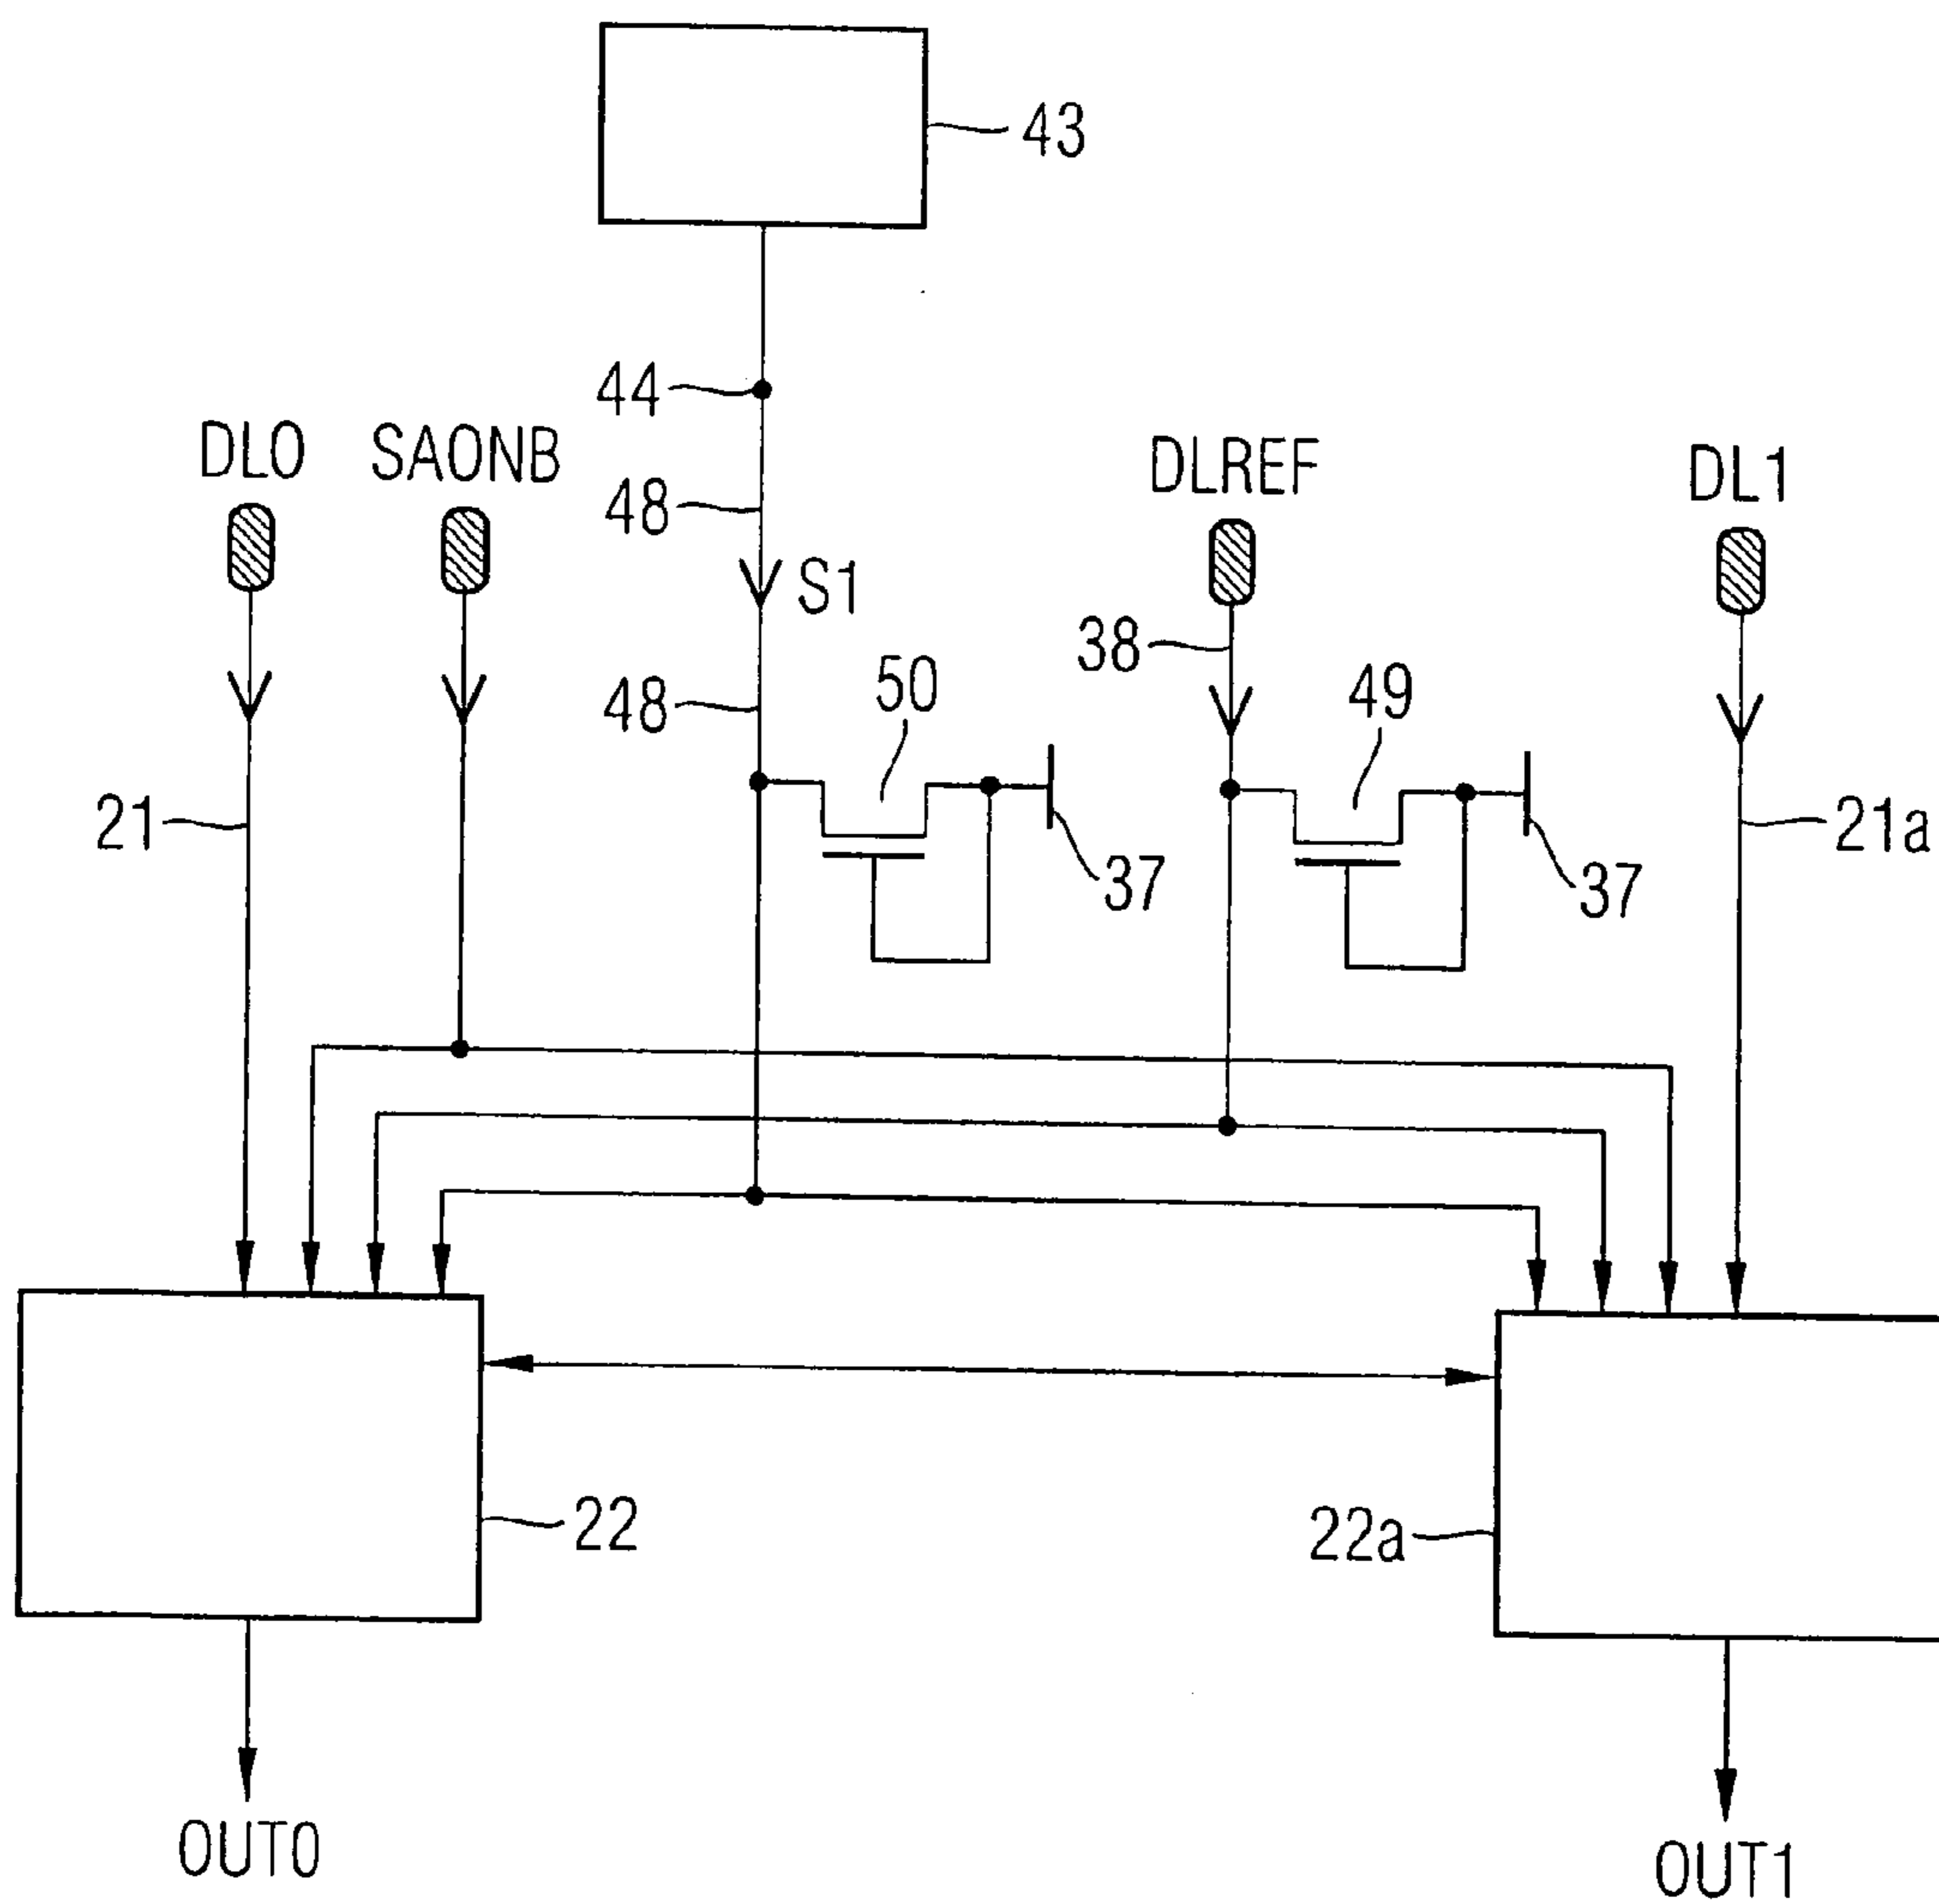 43
44
DL0 SAONB 48 DLREF DL1
S1
38
48 50 49
21 21a
37 37
22 22a
OUT0 OUT1